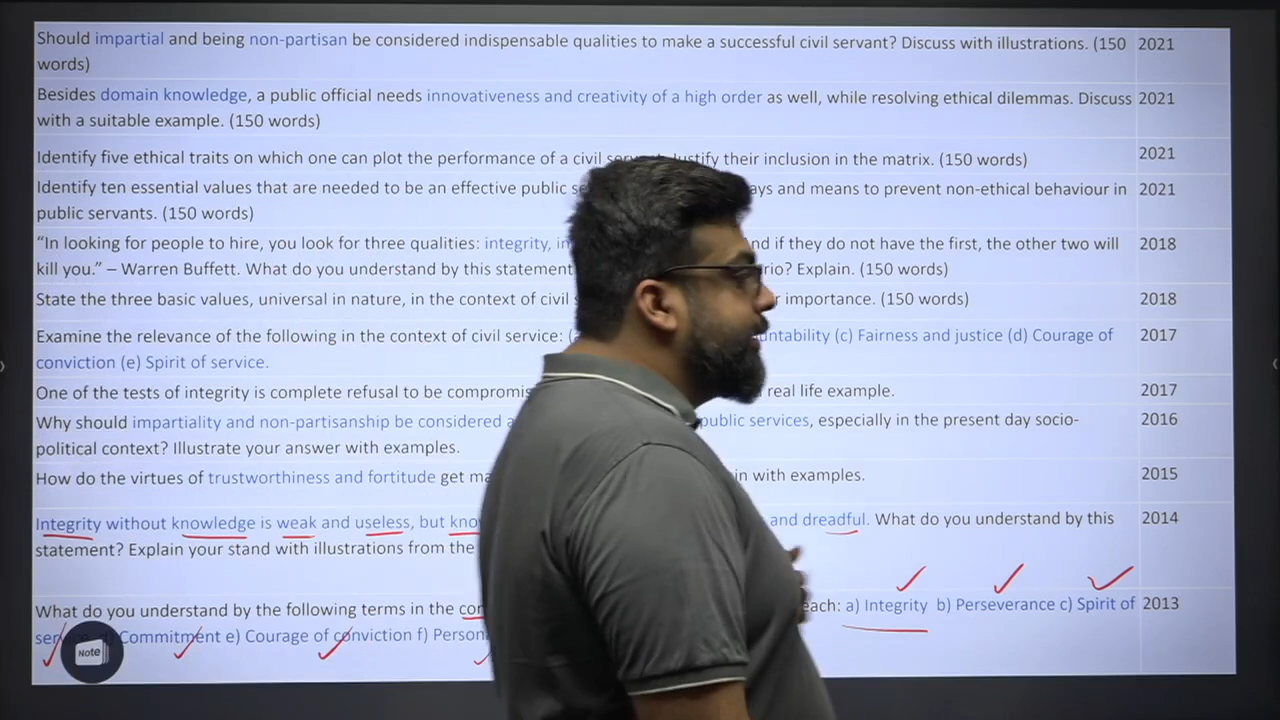 Should impartial and being non-partisan be considered indispensable qualities to make a successful civil servant? Discuss with illustrations. (150 2021
words)
Besides domain knowledge, a public official needs innovativeness and creativity of a high order as well, while resolving ethical dilemmas. Discuss 2021
with a suitable example. (150 words)
Identify five ethical traits on which one can plot the performance of a civil their inclusion in the matrix. (150 words) 2021
Identify ten essential values that are needed to be an effective public and means to prevent non-ethical behaviour in 2021
public servants. (150 words)
“In looking for people to hire, you look for three qualities: integrity, if they do not have the first, the other two will 2018
kill you.” – Warren Buffett. What do you understand by this statement Explain. (150 words)
State the three basic values, universal in nature, in the context of civil importance. (150 words) 2018
Examine the relevance of the following in the context of civil service: (c) Fairness and justice (d) Courage of 2017
conviction (e) Spirit of service.
One of the tests of integrity is complete refusal to be real life example. 2017
Why should impartiality and non-partisanship be considered public services, especially in the present day socio- 2016
political context? Illustrate your answer with examples.
How do the virtues of trustworthiness and fortitude get with examples. 2015
Integrity without knowledge is weak and useless, but and dreadful. What do you understand by this 2014
statement? Explain your stand with illustrations from the
What do you understand by the following terms in the each: a) Integrity b) Perseverance c) Spirit of 2013
Commitment e) Courage of conviction f)
Note